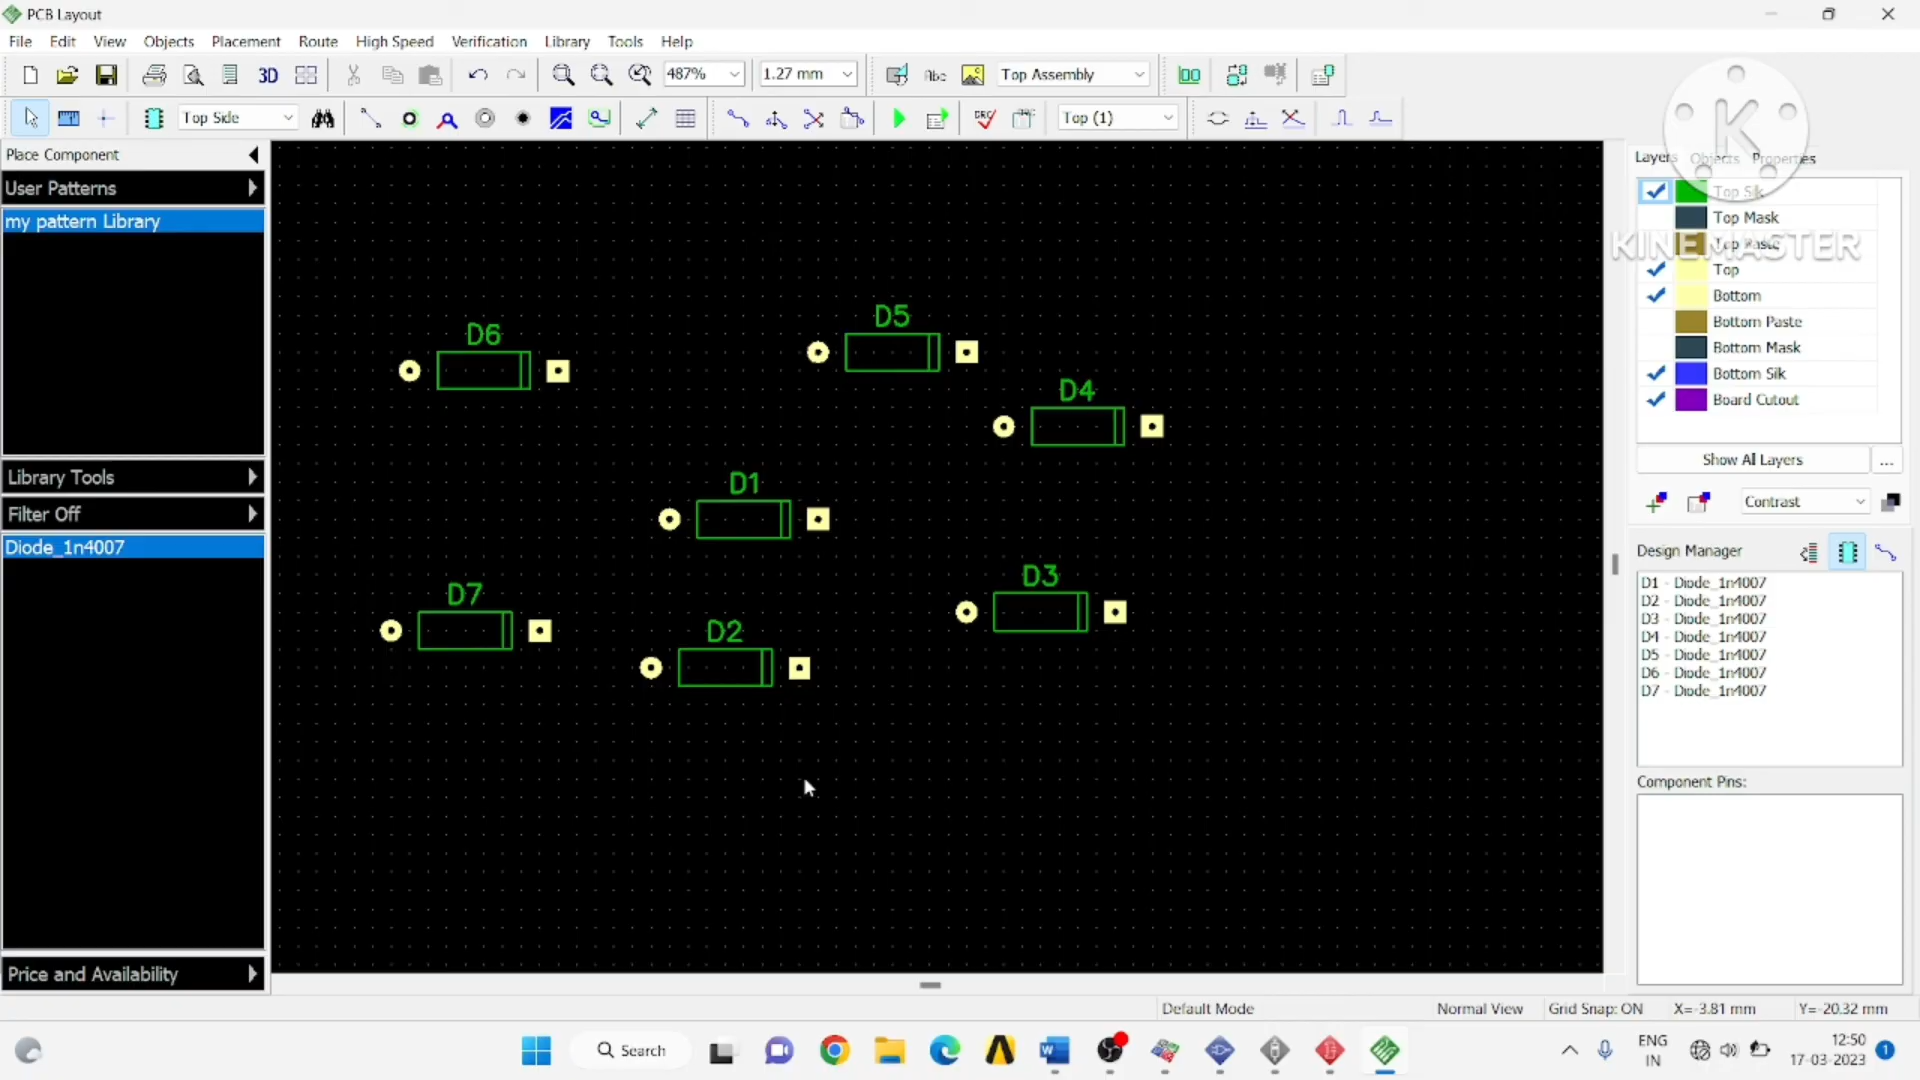 PCB Layout
File Edit View Objects Placement Route High Speed Verification Library Tools Help
3D 487% 1.27 mm Abc Top Assembly
Top Side DRC Top (1)
Place Component
User Patterns
my pattern Library
Library Tools
Filter Off
Diode_1n4007
Price and Availability
D6
D5
D4
D1
D7
D2
D3
K
KINEMASTER
Layers Objects Properties
Top Silk
Top Mask
Top Paste
Top
Bottom
Bottom Paste
Bottom Mask
Bottom Sik
Board Cutout
Show All Layers ...
Contrast
Design Manager
D1 - Diode_1n4007
D2 - Diode_1n4007
D3 - Diode_1n4007
D4 - Diode_1n4007
D5 - Diode_1n4007
D6 - Diode_1n4007
D7 - Diode_1n4007
Component Pins:
Default Mode Normal View Grid Snap: ON X=-3.81 mm Y=-20.32 mm
Search W ENG 12:50
IN 17-03-2023 1